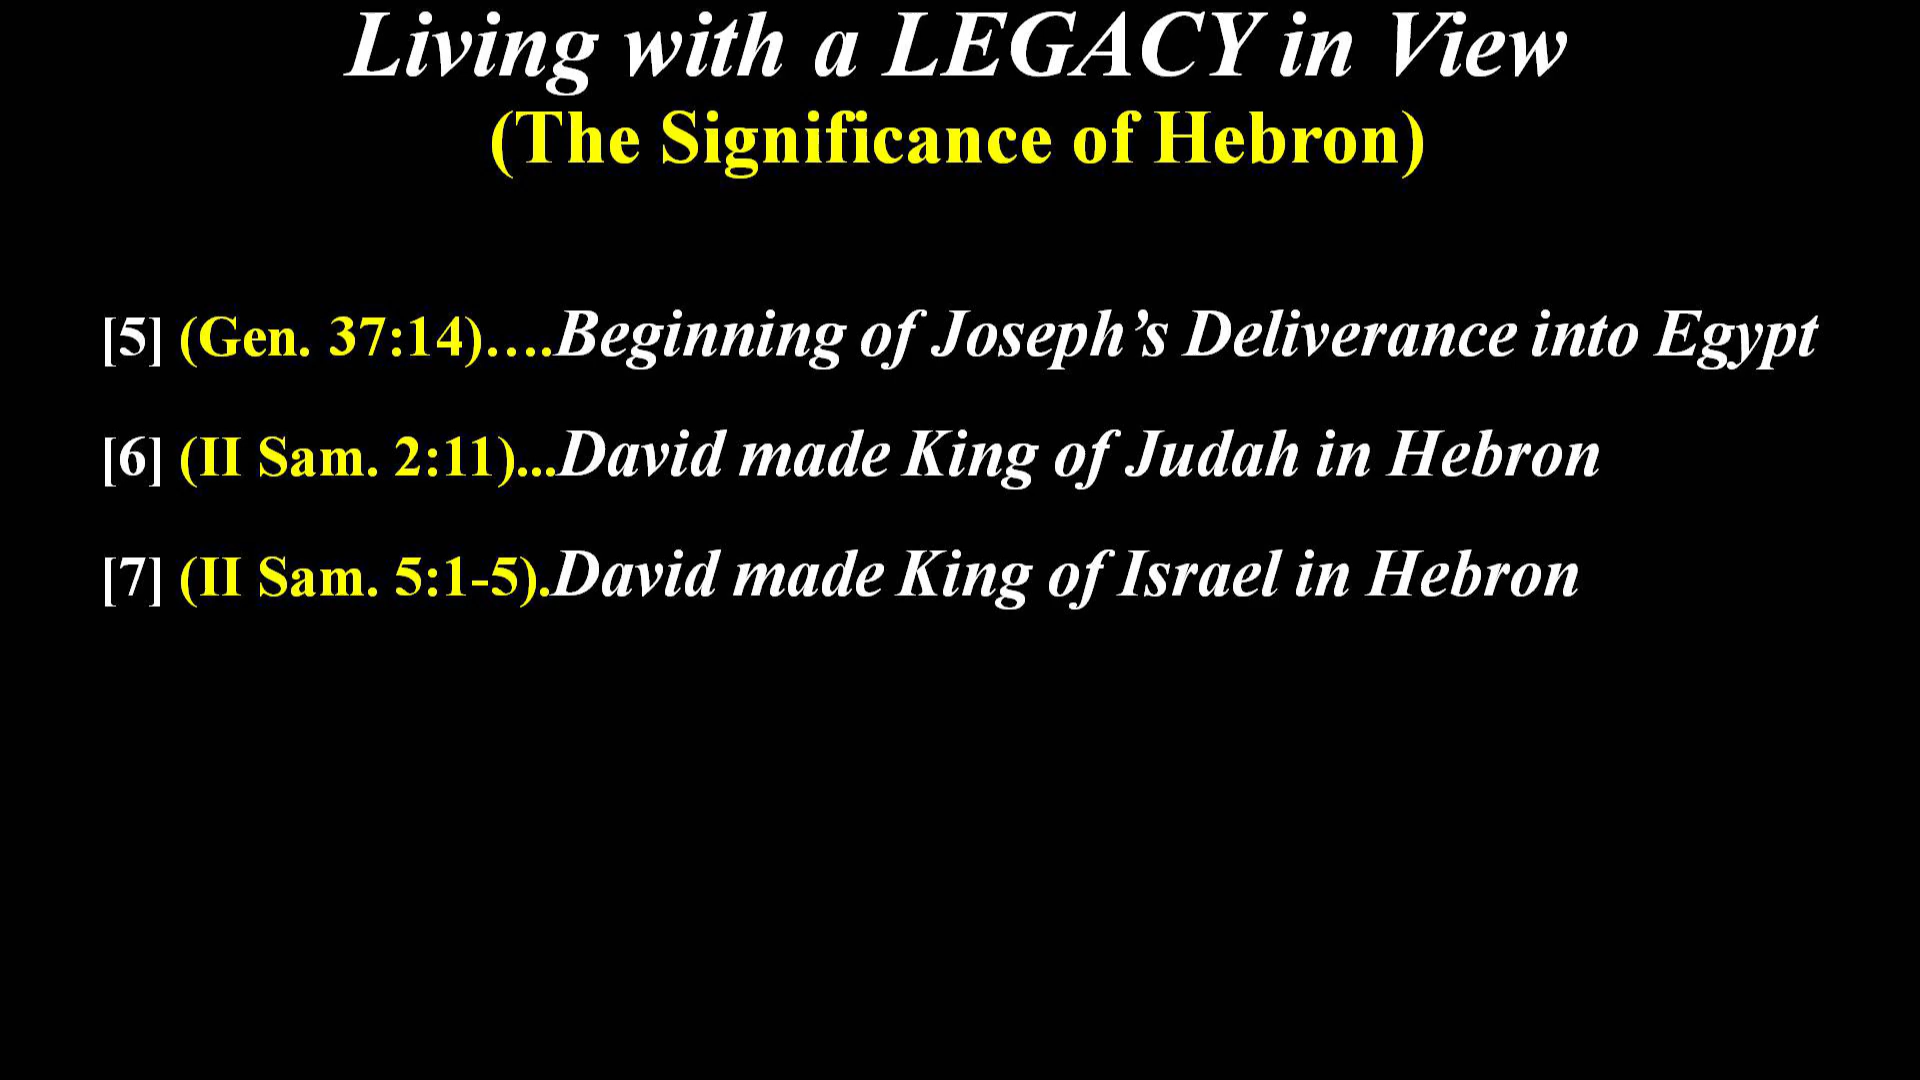 Living with a LEGACY in View
(The Significance of Hebron)
[5] (Gen. 37:14)….Beginning of Joseph’s Deliverance into Egypt
[6] (II Sam. 2:11)...David made King of Judah in Hebron
[7] (II Sam. 5:1-5).David made King of Israel in Hebron